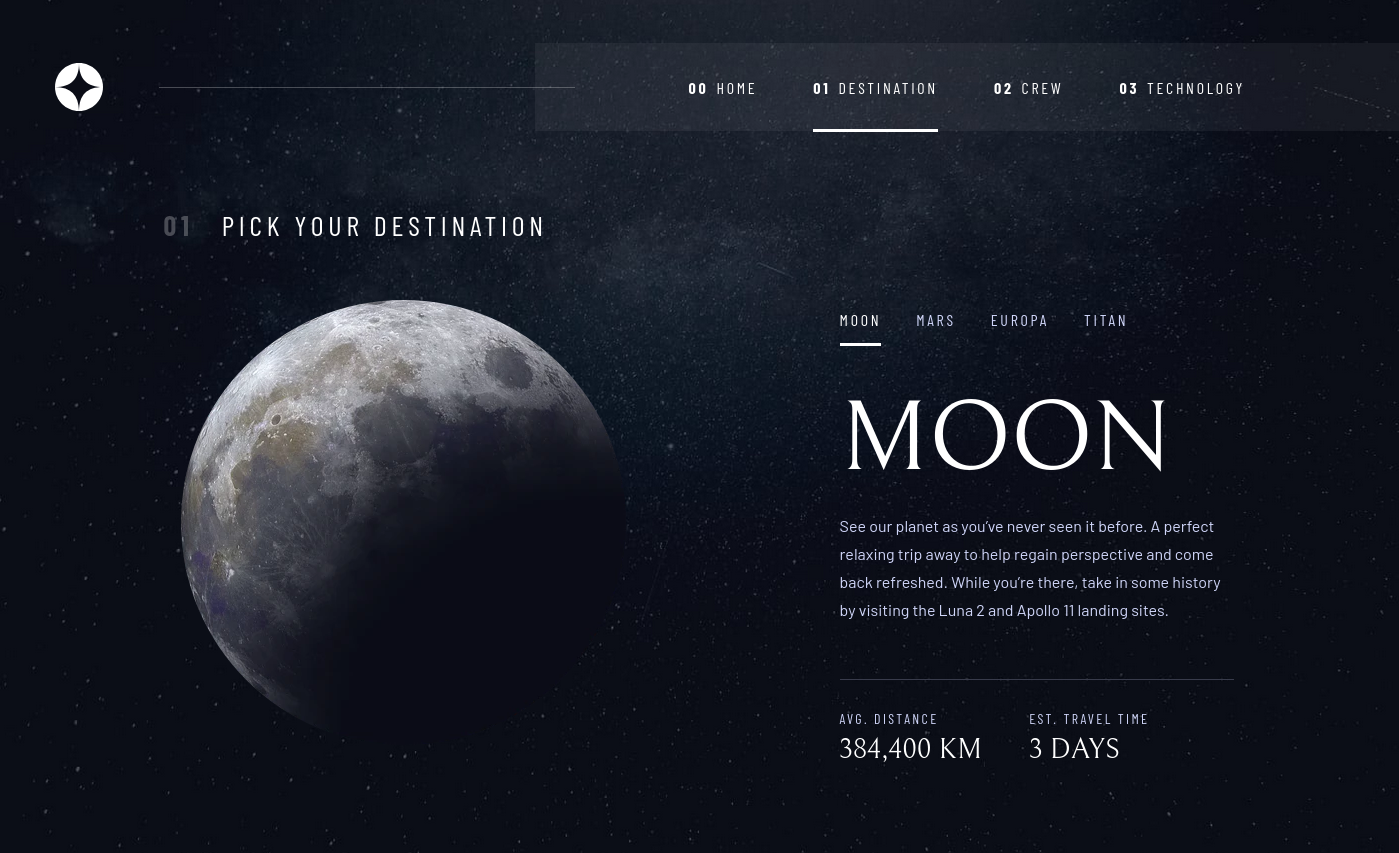 00 HOME 01 DESTINATION 02 CREW 03 TECHNOLOGY
01 PICK YOUR DESTINATION
MOON MARS EUROPA TITAN
MOON
See our planet as you’ve never seen it before. A perfect
relaxing trip away to help regain perspective and come
back refreshed. While you’re there, take in some history
by visiting the Luna 2 and Apollo 11 landing sites.
AVG. DISTANCE EST. TRAVEL TIME
384,400 KM 3 DAYS